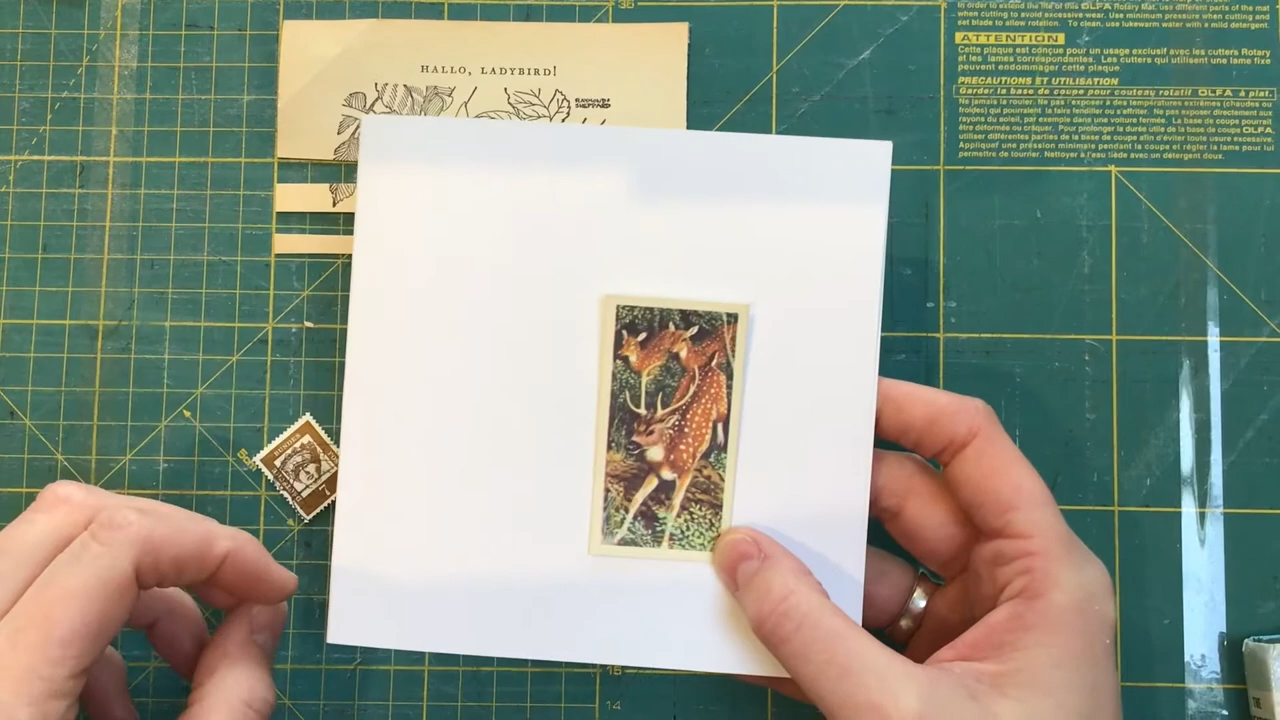 36
HALLO, LADYBIRD!
RAYMOND
SHEPPARD
In order to extend the life of this OLFA Rotary Mat, use different parts of the mat
when cutting to avoid excessive wear. Use minimum pressure when cutting and
set blade to allow rotation. To clean, use lukewarm water with a mild detergent.
ATTENTION
Cette plaque est conçue pour un usage exclusif avec les cutters Rotary
et les lames correspondantes. Les cutters qui utilisent une lame fixe
peuvent endommager cette plaque.
PRECAUTIONS ET UTILISATION
Garder la base de coupe pour couteau rotatif OLFA à plat.
Ne jamais la rouler. Ne pas l'exposer à des températures extrêmes (chaudes ou
froides) qui pourraient la faire fendiller ou s'effriter. Ne pas exposer directement aux
rayons du soleil, par exemple dans une voiture fermée. La base de coupe pourrait
être déformée ou craquer. Pour prolonger la durée utile de la base de coupe OLFA,
utiliser différentes parties de la base de coupe afin d'éviter toute usure excessive.
Appliquer une pression minimale pendant la coupe et régler la lame pour lui
permettre de tourner. Nettoyer à l'eau tiède avec un détergent doux.
5cm
7
15
14
THE